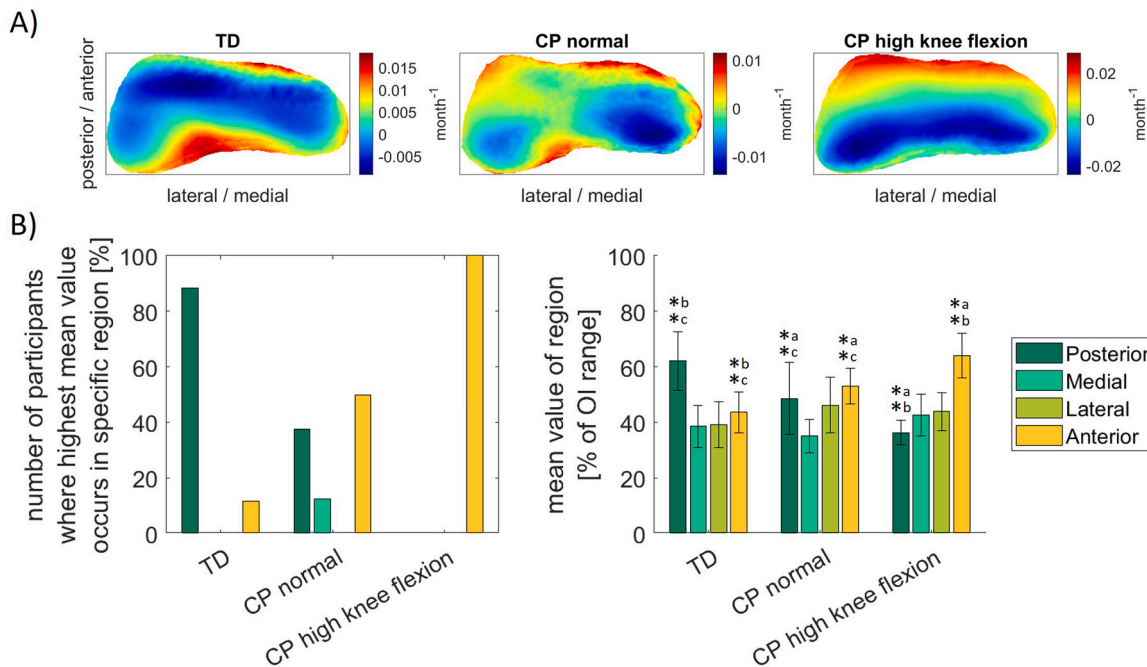 A)
TD
CP normal
CP high knee flexion
posterior / anterior
0.015
0.010
0.005
0
-0.005
month⁻¹
0.01
0
-0.01
month⁻¹
0.02
0
-0.02
month⁻¹
lateral / medial
lateral / medial
lateral / medial
B)
number of participants
where highest mean value
occurs in specific region [%]
100
80
60
40
20
0
TD
CP normal
CP high knee flexion
mean value of region
[% of OI range]
100
80
60
40
20
0
*b
*c
*b
*c
*a
*c
*a
*c
*a
*b
*a
*b
TD
CP normal
CP high knee flexion
Posterior
Medial
Lateral
Anterior